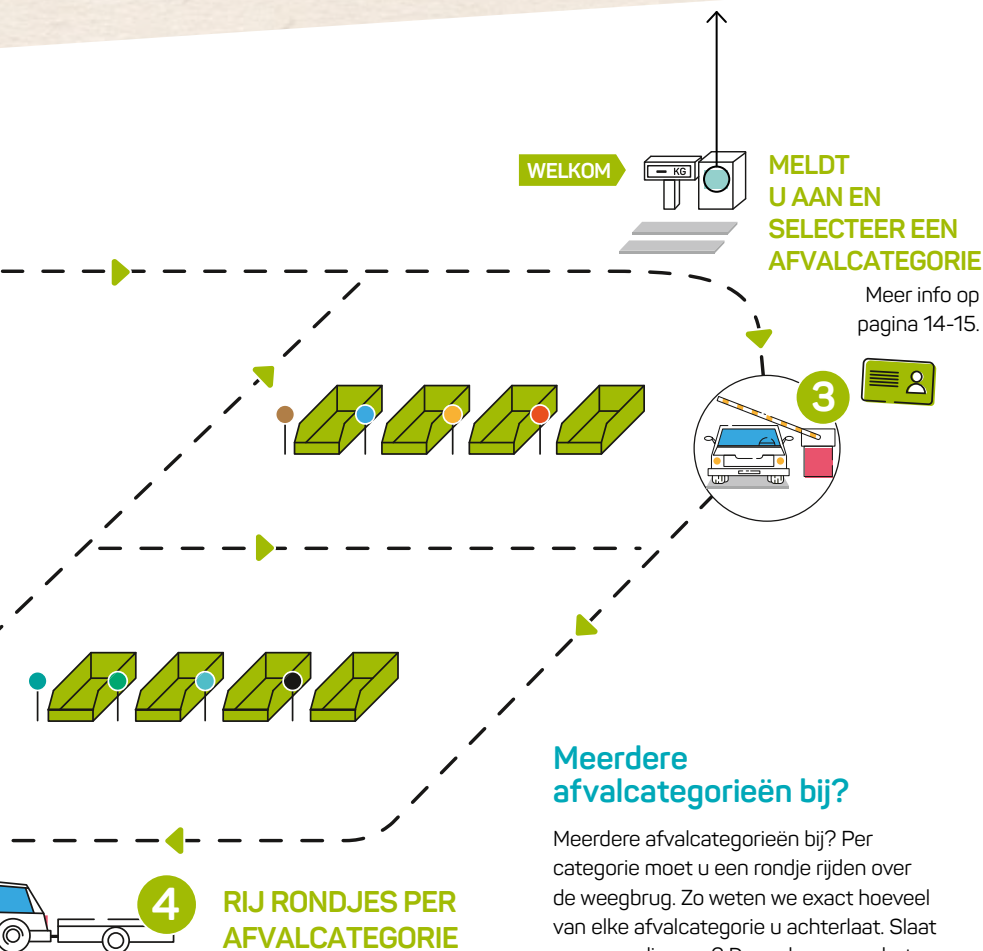 WELKOM
KG
MELDT
U AAN EN
SELECTEER EEN
AFVALCATEGORIE
Meer info op
pagina 14-15.
3
4
RIJ RONDJES PER
AFVALCATEGORIE
Meerdere
afvalcategorieën bij?
Meerdere afvalcategorieën bij? Per
categorie moet u een rondje rijden over
de weegbrug. Zo weten we exact hoeveel
van elke afvalcategorie u achterlaat. Slaat